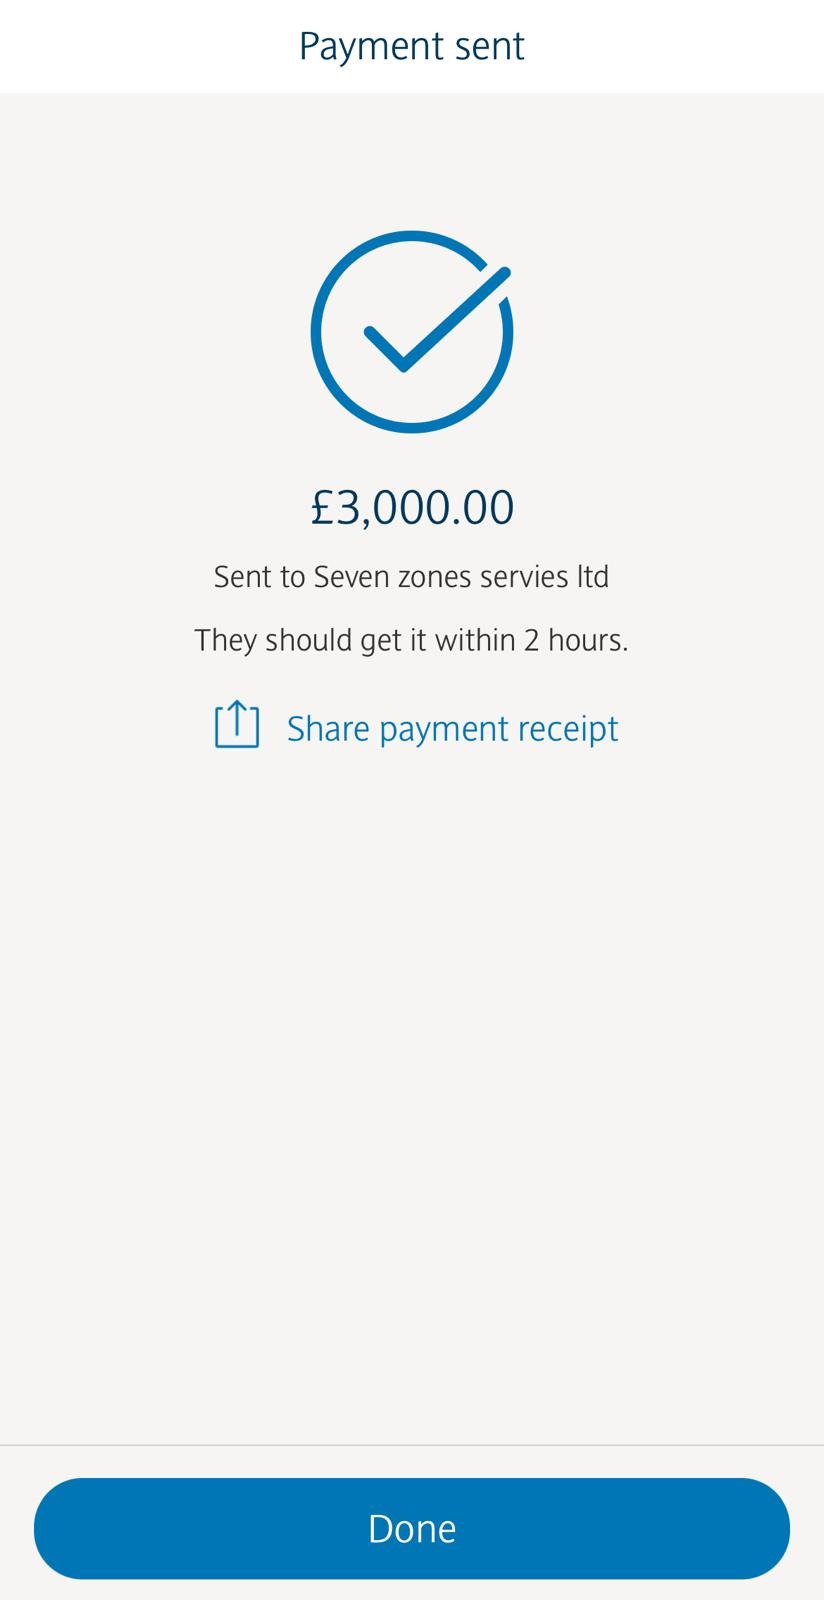 Payment sent
£3,000.00
Sent to Seven zones servies ltd
They should get it within 2 hours.
Share payment receipt
Done